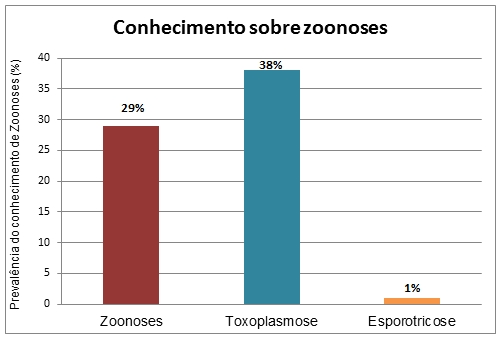 Conhecimento sobre zoonoses
Prevalência do conhecimento de Zoonoses (%)
40
35
30
25
20
15
10
5
0
29%
38%
1%
Zoonoses
Toxoplasmose
Esporotricose